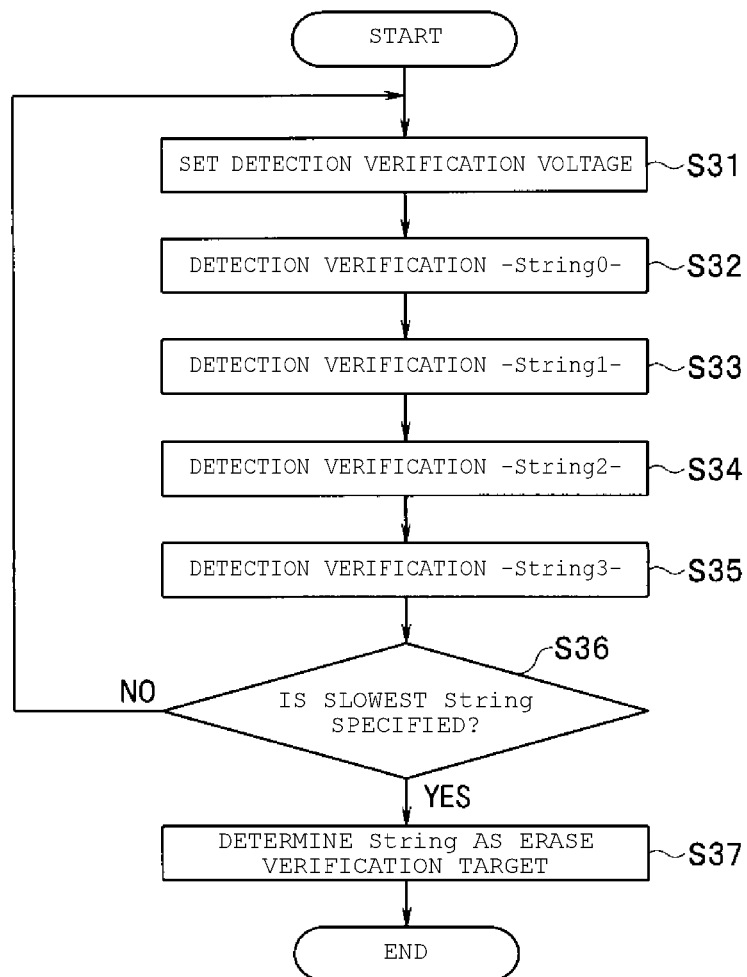 START
SET DETECTION VERIFICATION VOLTAGE
S31
DETECTION VERIFICATION -String0-
S32
DETECTION VERIFICATION -String1-
S33
DETECTION VERIFICATION -String2-
S34
DETECTION VERIFICATION -String3-
S35
S36
NO
IS SLOWEST String
SPECIFIED?
YES
DETERMINE String AS ERASE
VERIFICATION TARGET
S37
END